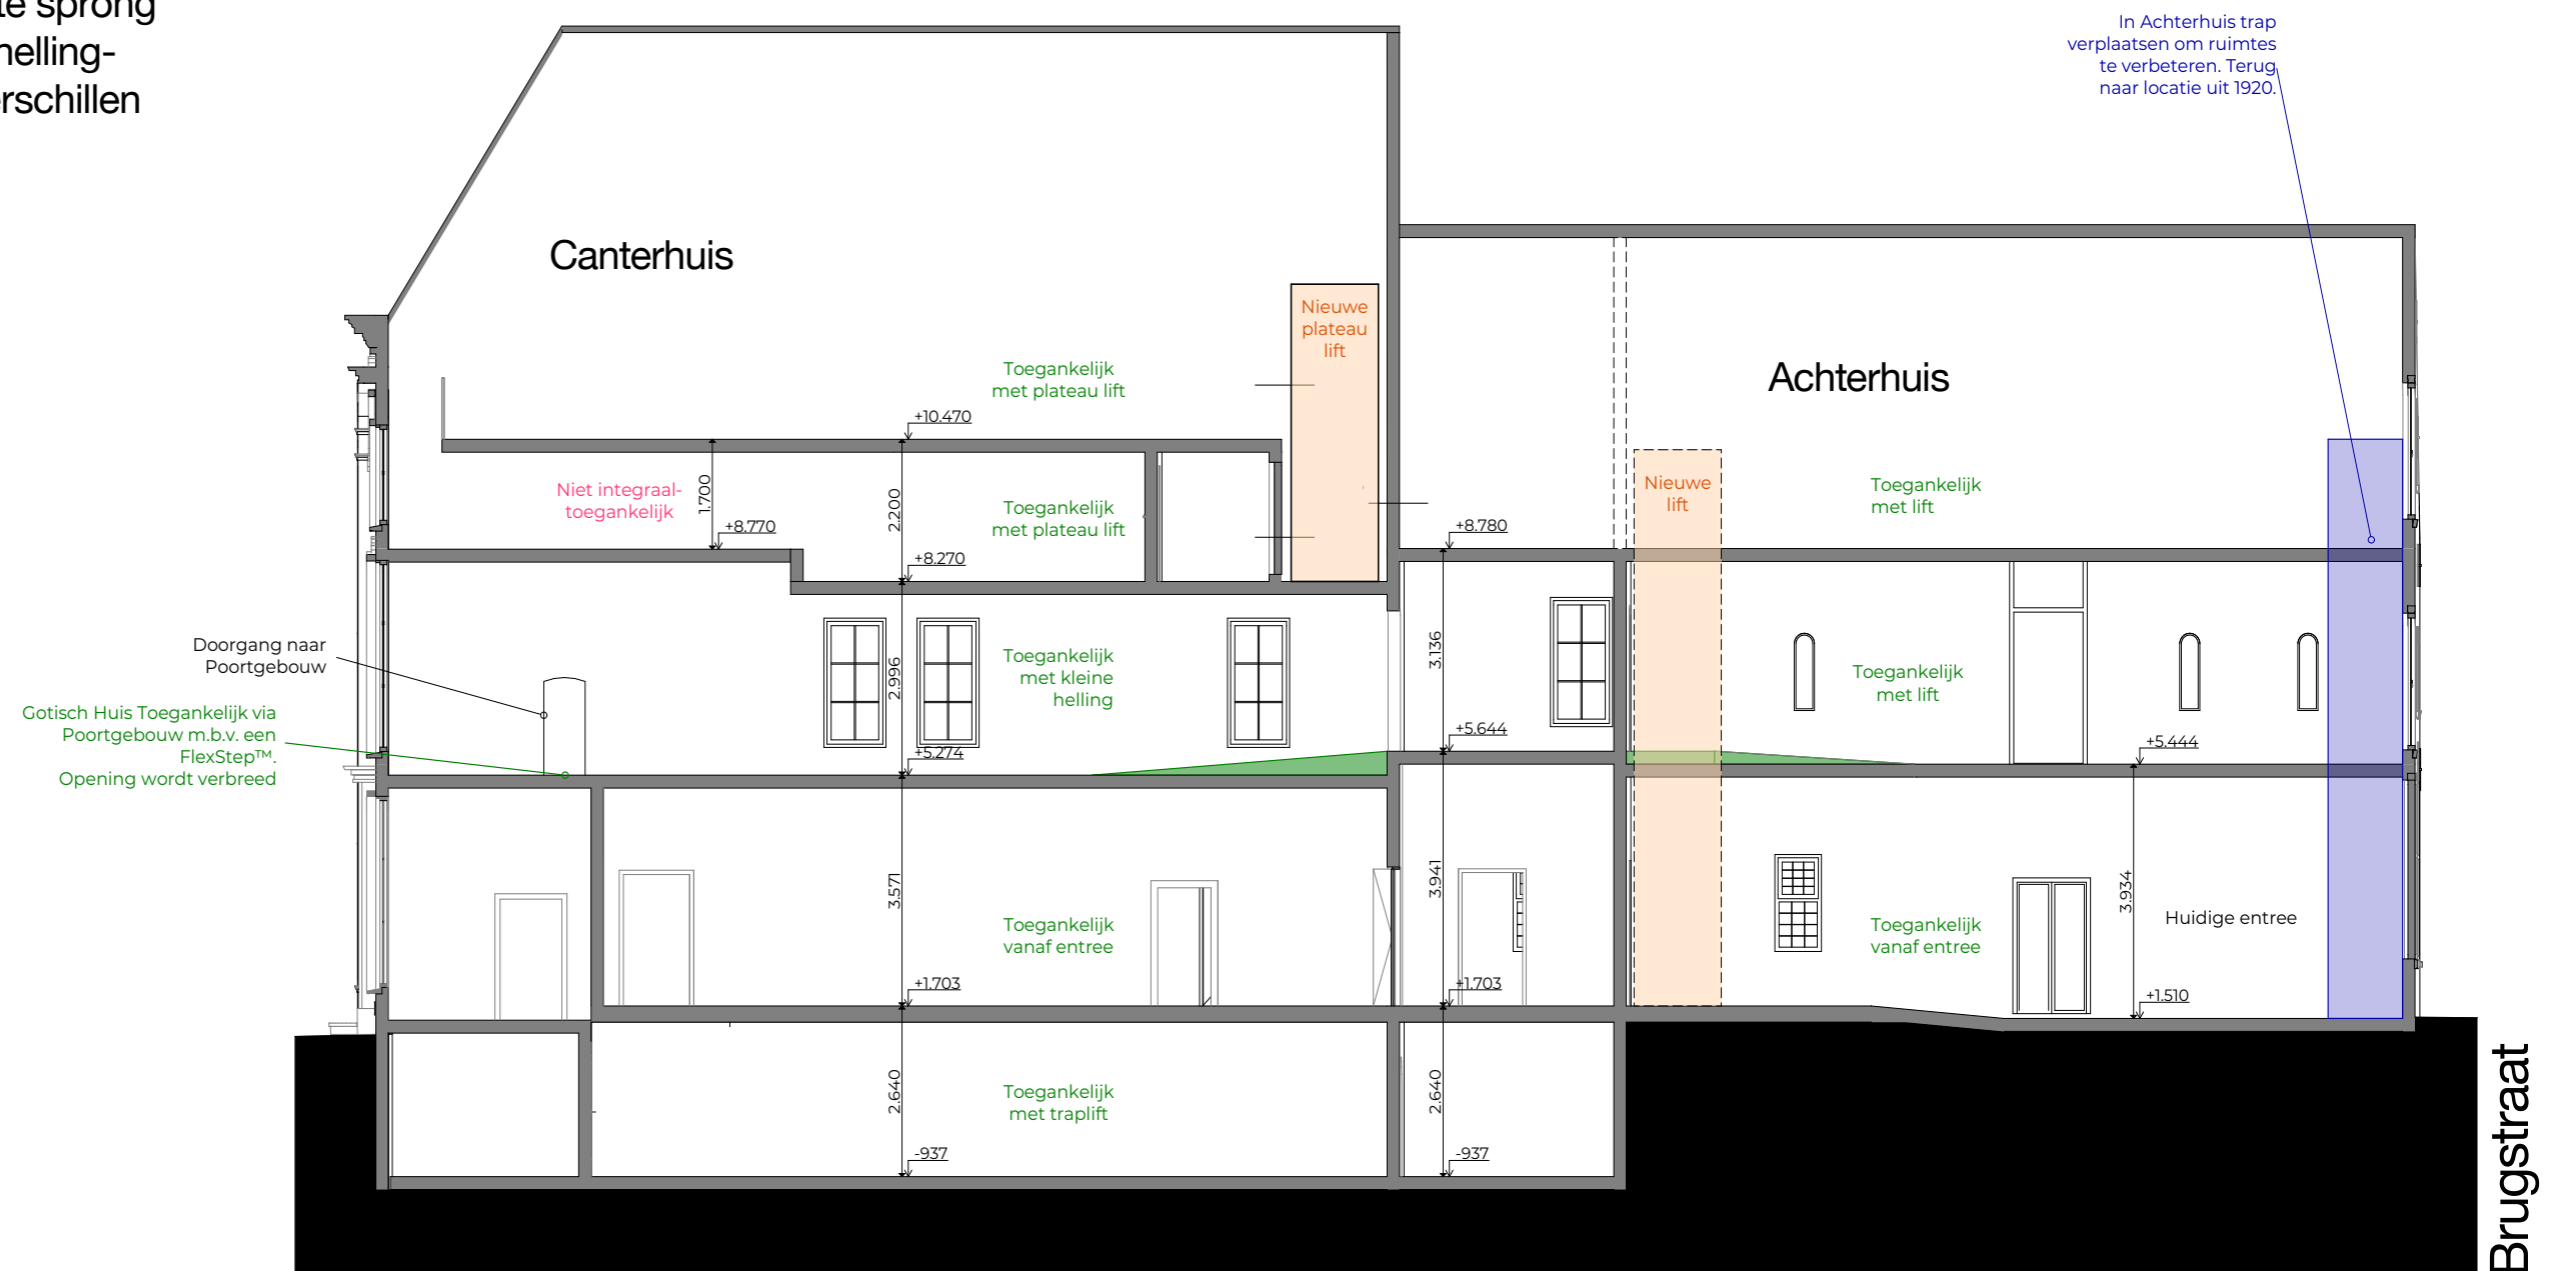 te sprong
nelling-
erschillen
In Achterhuis trap
verplaatsen om ruimtes
te verbeteren. Terug
naar locatie uit 1920.
Canterhuis
Nieuwe
plateau
lift
Toegankelijk
met plateau lift
Achterhuis
+10.470
Niet integraal-
toegankelijk
1.700
2.200
Toegankelijk
met plateau lift
+8.770
+8.270
+8.780
Nieuwe
lift
Toegankelijk
met lift
Doorgang naar
Poortgebouw
Gotisch Huis Toegankelijk via
Poortgebouw m.b.v. een
FlexStep™.
Opening wordt verbreed
2.996
Toegankelijk
met kleine
helling
3.136
Toegankelijk
met lift
+5.274
+5.644
+5.444
3.571
Toegankelijk
vanaf entree
3.941
Toegankelijk
vanaf entree
3.934
Huidige entree
+1.703
+1.703
+1.510
2.640
Toegankelijk
met traplift
2.640
-937
-937
Brugstraat